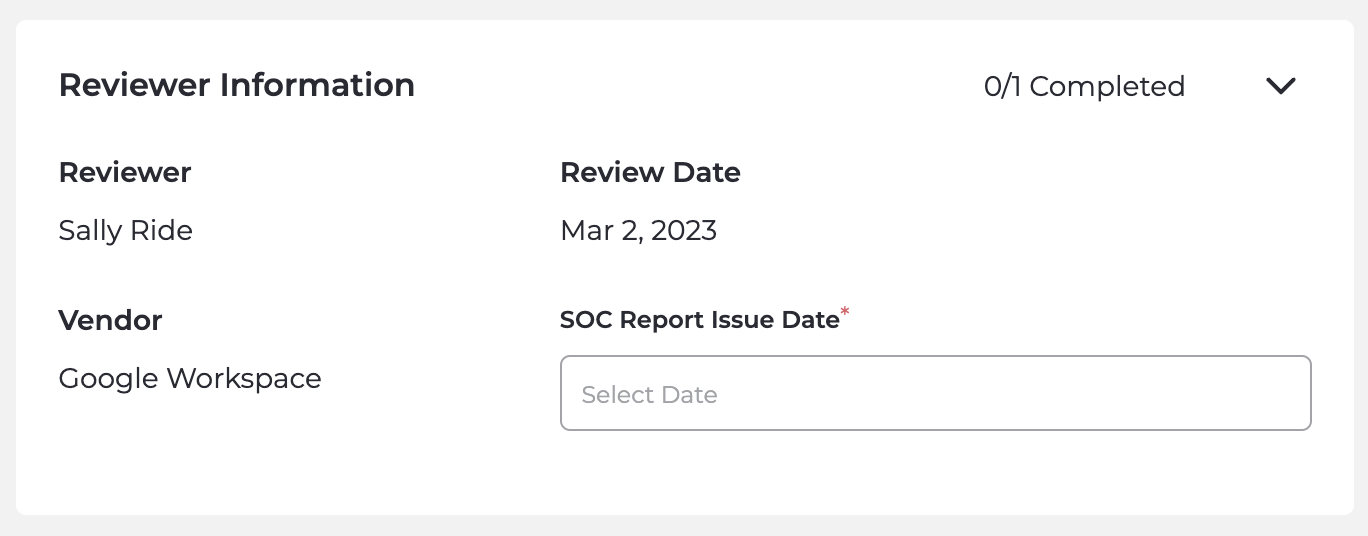 Reviewer Information
0/1 Completed
Reviewer
Review Date
Sally Ride
Mar 2, 2023
Vendor
SOC Report Issue Date*
Google Workspace
Select Date